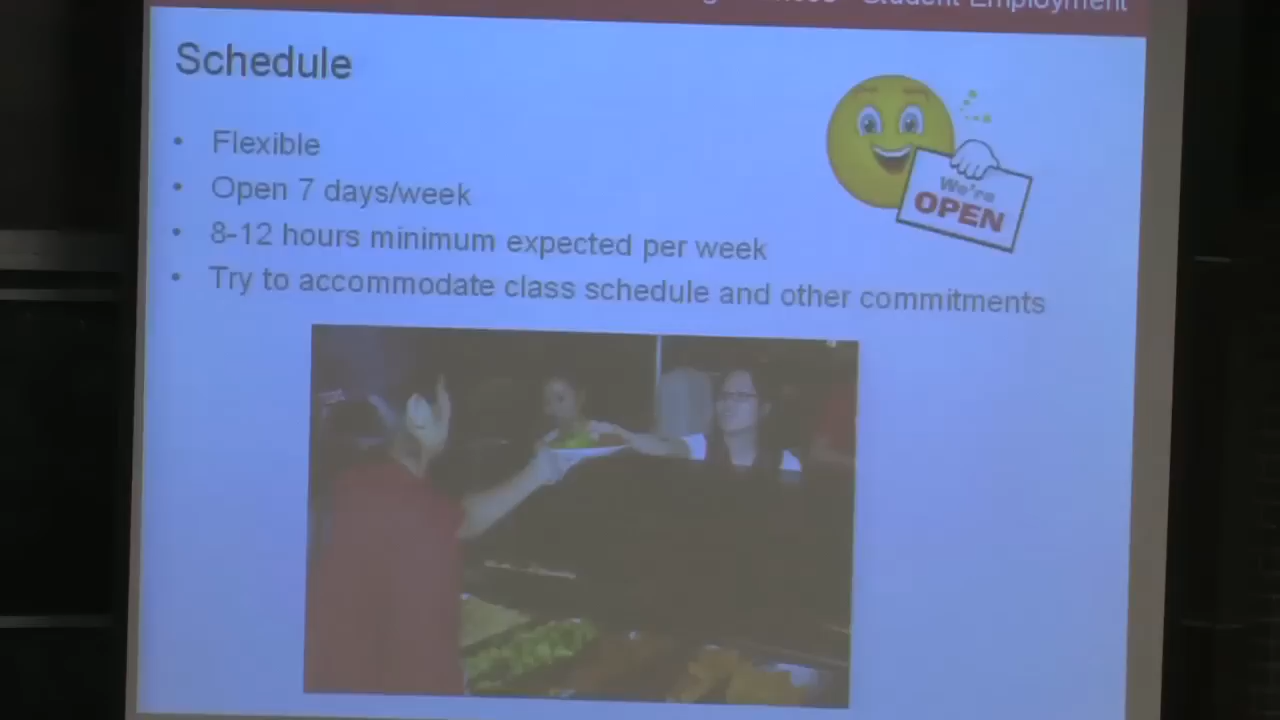 Student Employment
Schedule
• Flexible
• Open 7 days/week
• 8-12 hours minimum expected per week
• Try to accommodate class schedule and other commitments
We're
OPEN